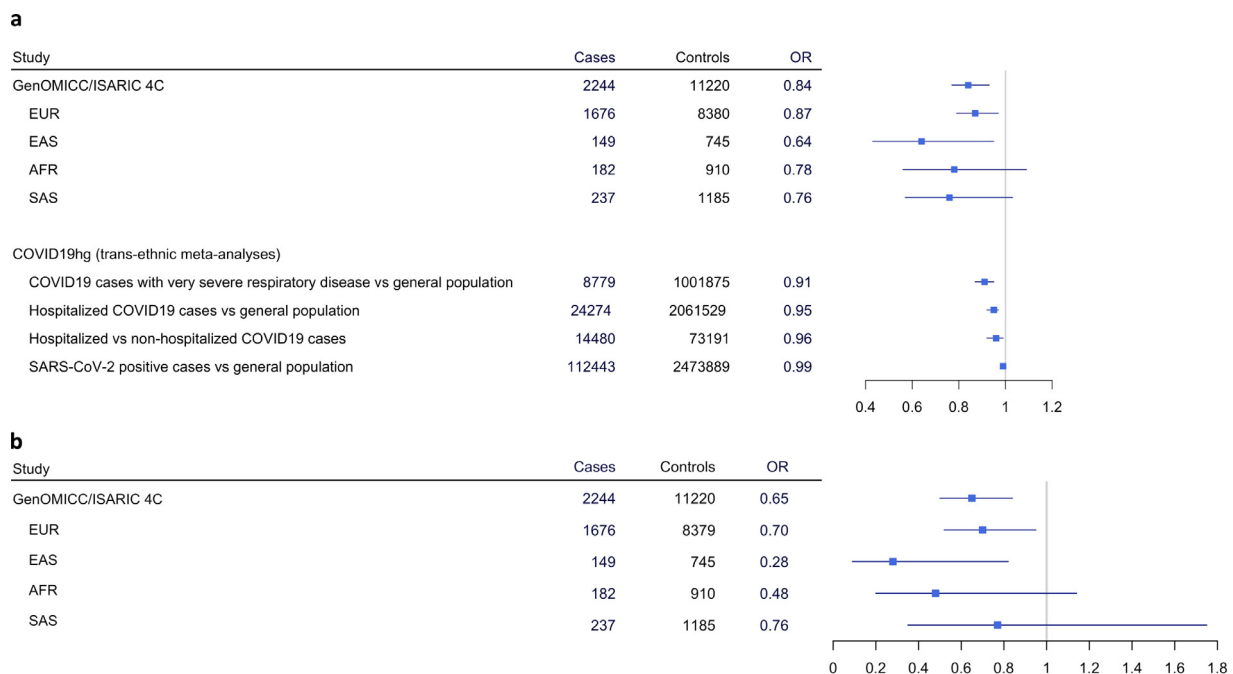 a
Study Cases Controls OR
GenOMICC/ISARIC 4C 2244 11220 0.84
EUR 1676 8380 0.87
EAS 149 745 0.64
AFR 182 910 0.78
SAS 237 1185 0.76
COVID19hg (trans-ethnic meta-analyses)
COVID19 cases with very severe respiratory disease vs general population 8779 1001875 0.91
Hospitalized COVID19 cases vs general population 24274 2061529 0.95
Hospitalized vs non-hospitalized COVID19 cases 14480 73191 0.96
SARS-CoV-2 positive cases vs general population 112443 2473889 0.99
0.4 0.6 0.8 1 1.2
b
Study Cases Controls OR
GenOMICC/ISARIC 4C 2244 11220 0.65
EUR 1676 8379 0.70
EAS 149 745 0.28
AFR 182 910 0.48
SAS 237 1185 0.76
0 0.2 0.4 0.6 0.8 1 1.2 1.4 1.6 1.8